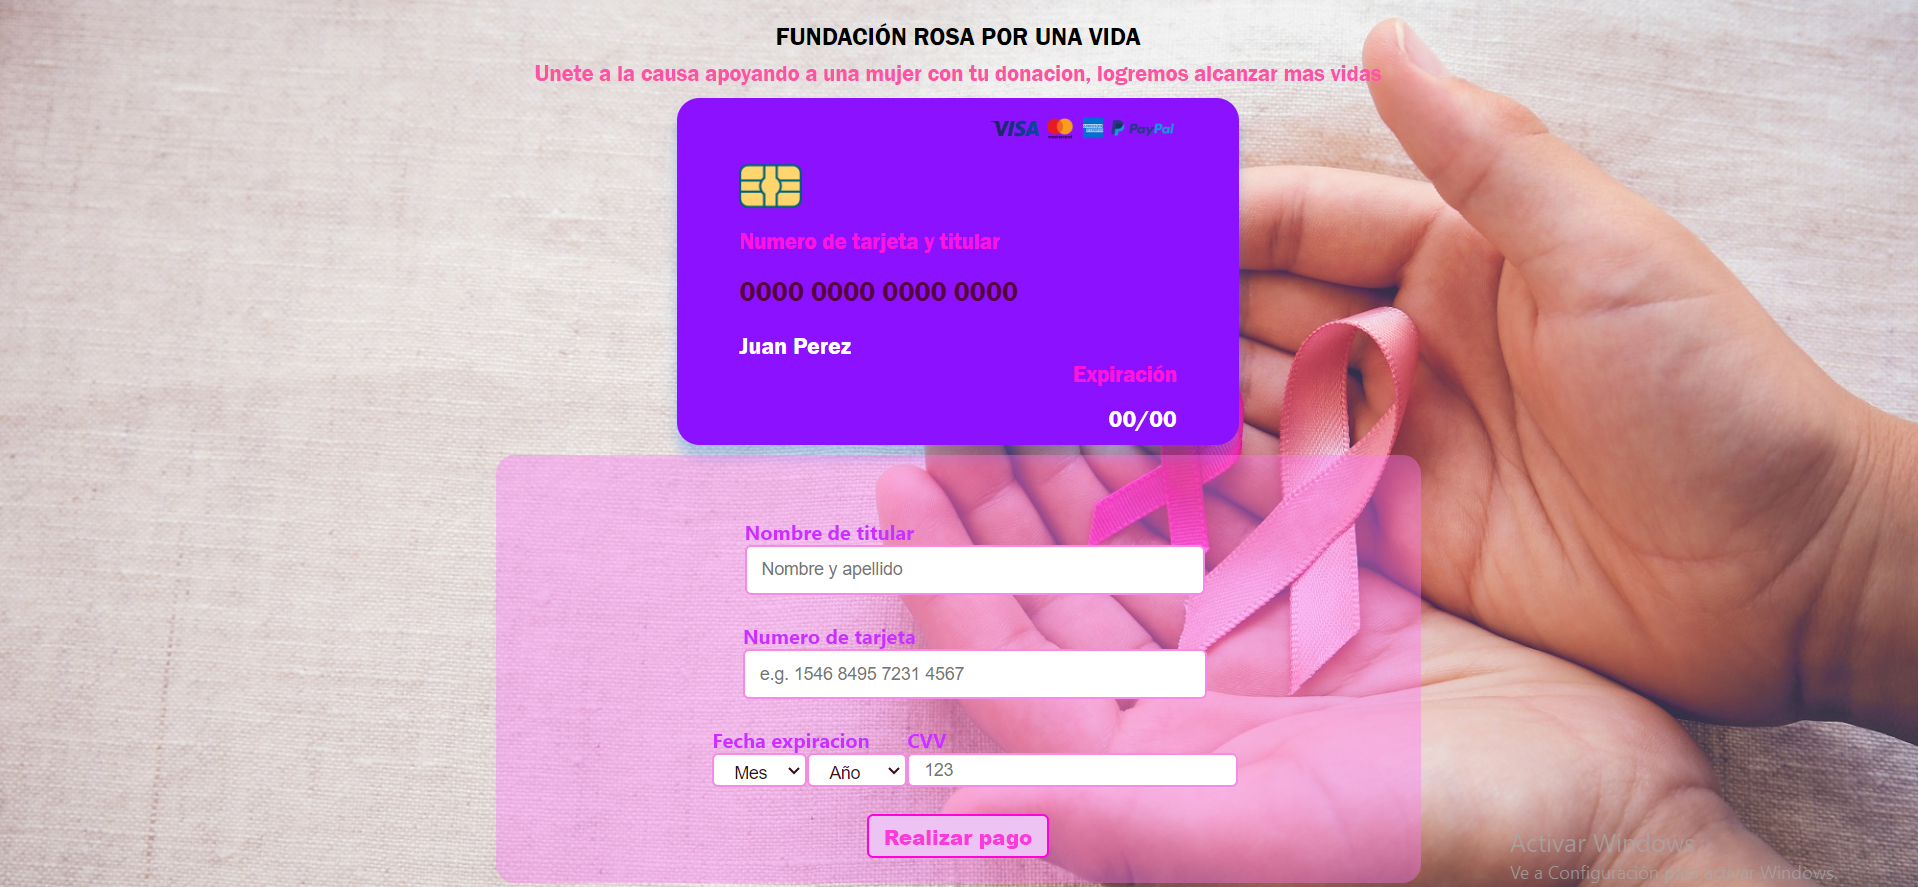 FUNDACIÓN ROSA POR UNA VIDA
Unete a la causa apoyando a una mujer con tu donacion, logremos alcanzar mas vidas
VISA PayPal
Numero de tarjeta y titular
0000 0000 0000 0000
Juan Perez
Expiración
00/00
Nombre de titular
Nombre y apellido
Numero de tarjeta
e.g. 1546 8495 7231 4567
Fecha expiracion CVV
Mes Año 123
Realizar pago
Activar Windows
Ve a Configuración para activar Windows.